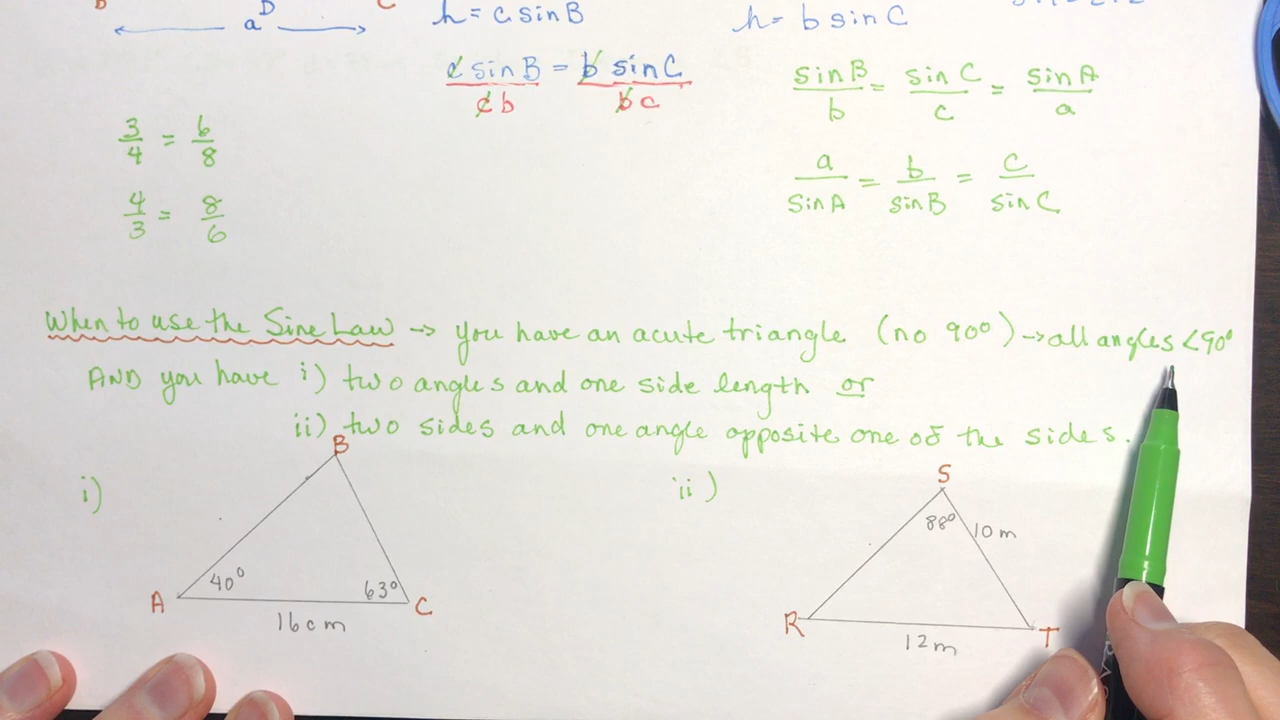 a D C
h = c sin B
h = b sin C
c sin B = b sin C
c b b c
sin B / b = sin C / c = sin A / a
3/4 = 6/8
a / sin A = b / sin B = c / sin C
4/3 = 8/6
When to use the Sine Law → you have an acute triangle (no 90°) → all angles <90°
AND you have i) two angles and one side length or
ii) two sides and one angle opposite one of the sides.
i)
B
A 40° 63° C
16 cm
ii)
S
88° 10 m
R T
12 m